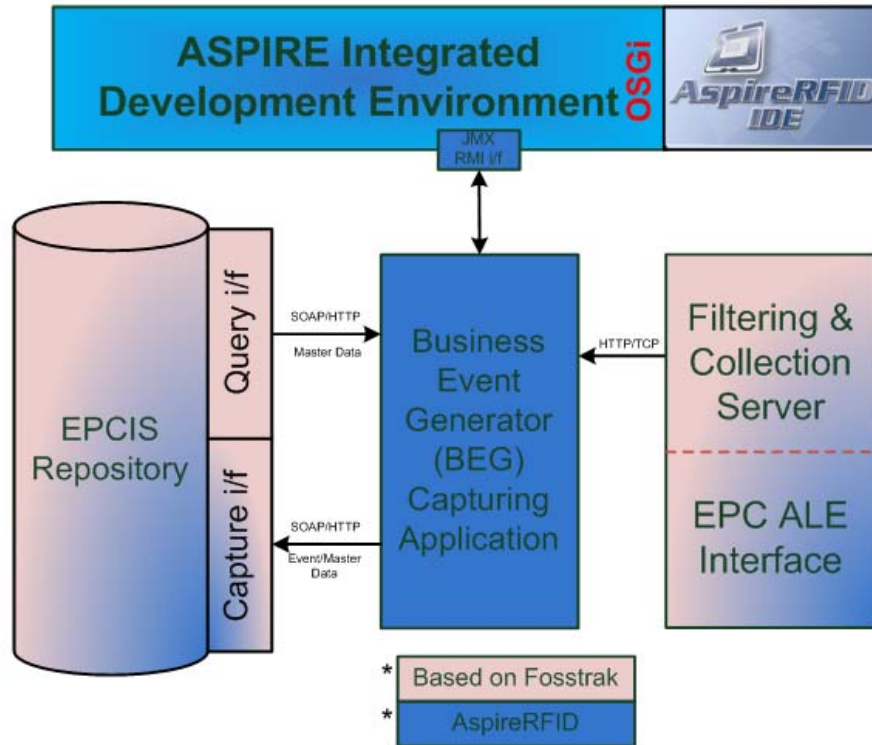 ASPIRE Integrated
Development Environment
OSGi
AspireRFID
IDE
JMX
RMI i/f
EPCIS
Repository
Query i/f
Capture i/f
SOAP/HTTP
Master Data
SOAP/HTTP
Event/Master
Data
Business
Event
Generator
(BEG)
Capturing
Application
HTTP/TCP
Filtering &
Collection
Server
EPC ALE
Interface
* Based on Fosstrak
* AspireRFID